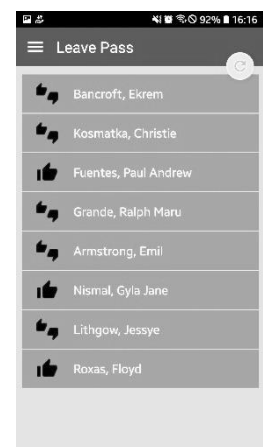 92% 16:16
Leave Pass
Bancroft, Ekrem
Kosmatka, Christie
Fuentes, Paul Andrew
Grande, Ralph Maru
Armstrong, Emil
Nismal, Gyla Jane
Lithgow, Jessye
Roxas, Floyd